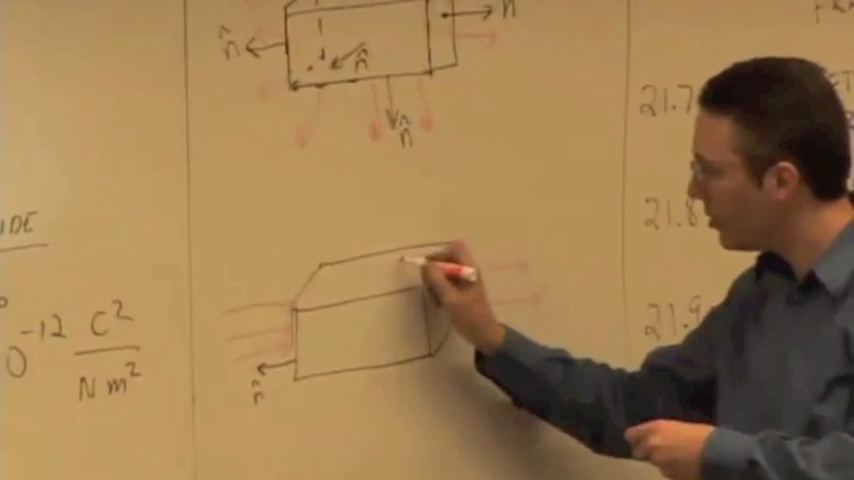 n̂
n
n̂
n̂
IDE
0⁻¹² C²
N m²
n̂
21.7
21.8
21.9